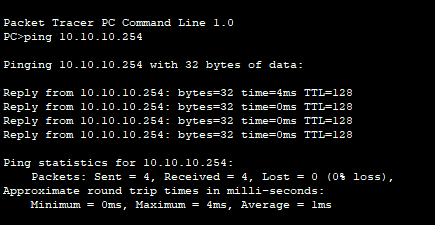 Packet Tracer PC Command Line 1.0
PC>ping 10.10.10.254
Pinging 10.10.10.254 with 32 bytes of data:
Reply from 10.10.10.254: bytes=32 time=4ms TTL=128
Reply from 10.10.10.254: bytes=32 time=0ms TTL=128
Reply from 10.10.10.254: bytes=32 time=0ms TTL=128
Reply from 10.10.10.254: bytes=32 time=0ms TTL=128
Ping statistics for 10.10.10.254:
Packets: Sent = 4, Received = 4, Lost = 0 (0% loss),
Approximate round trip times in milli-seconds:
Minimum = 0ms, Maximum = 4ms, Average = 1ms